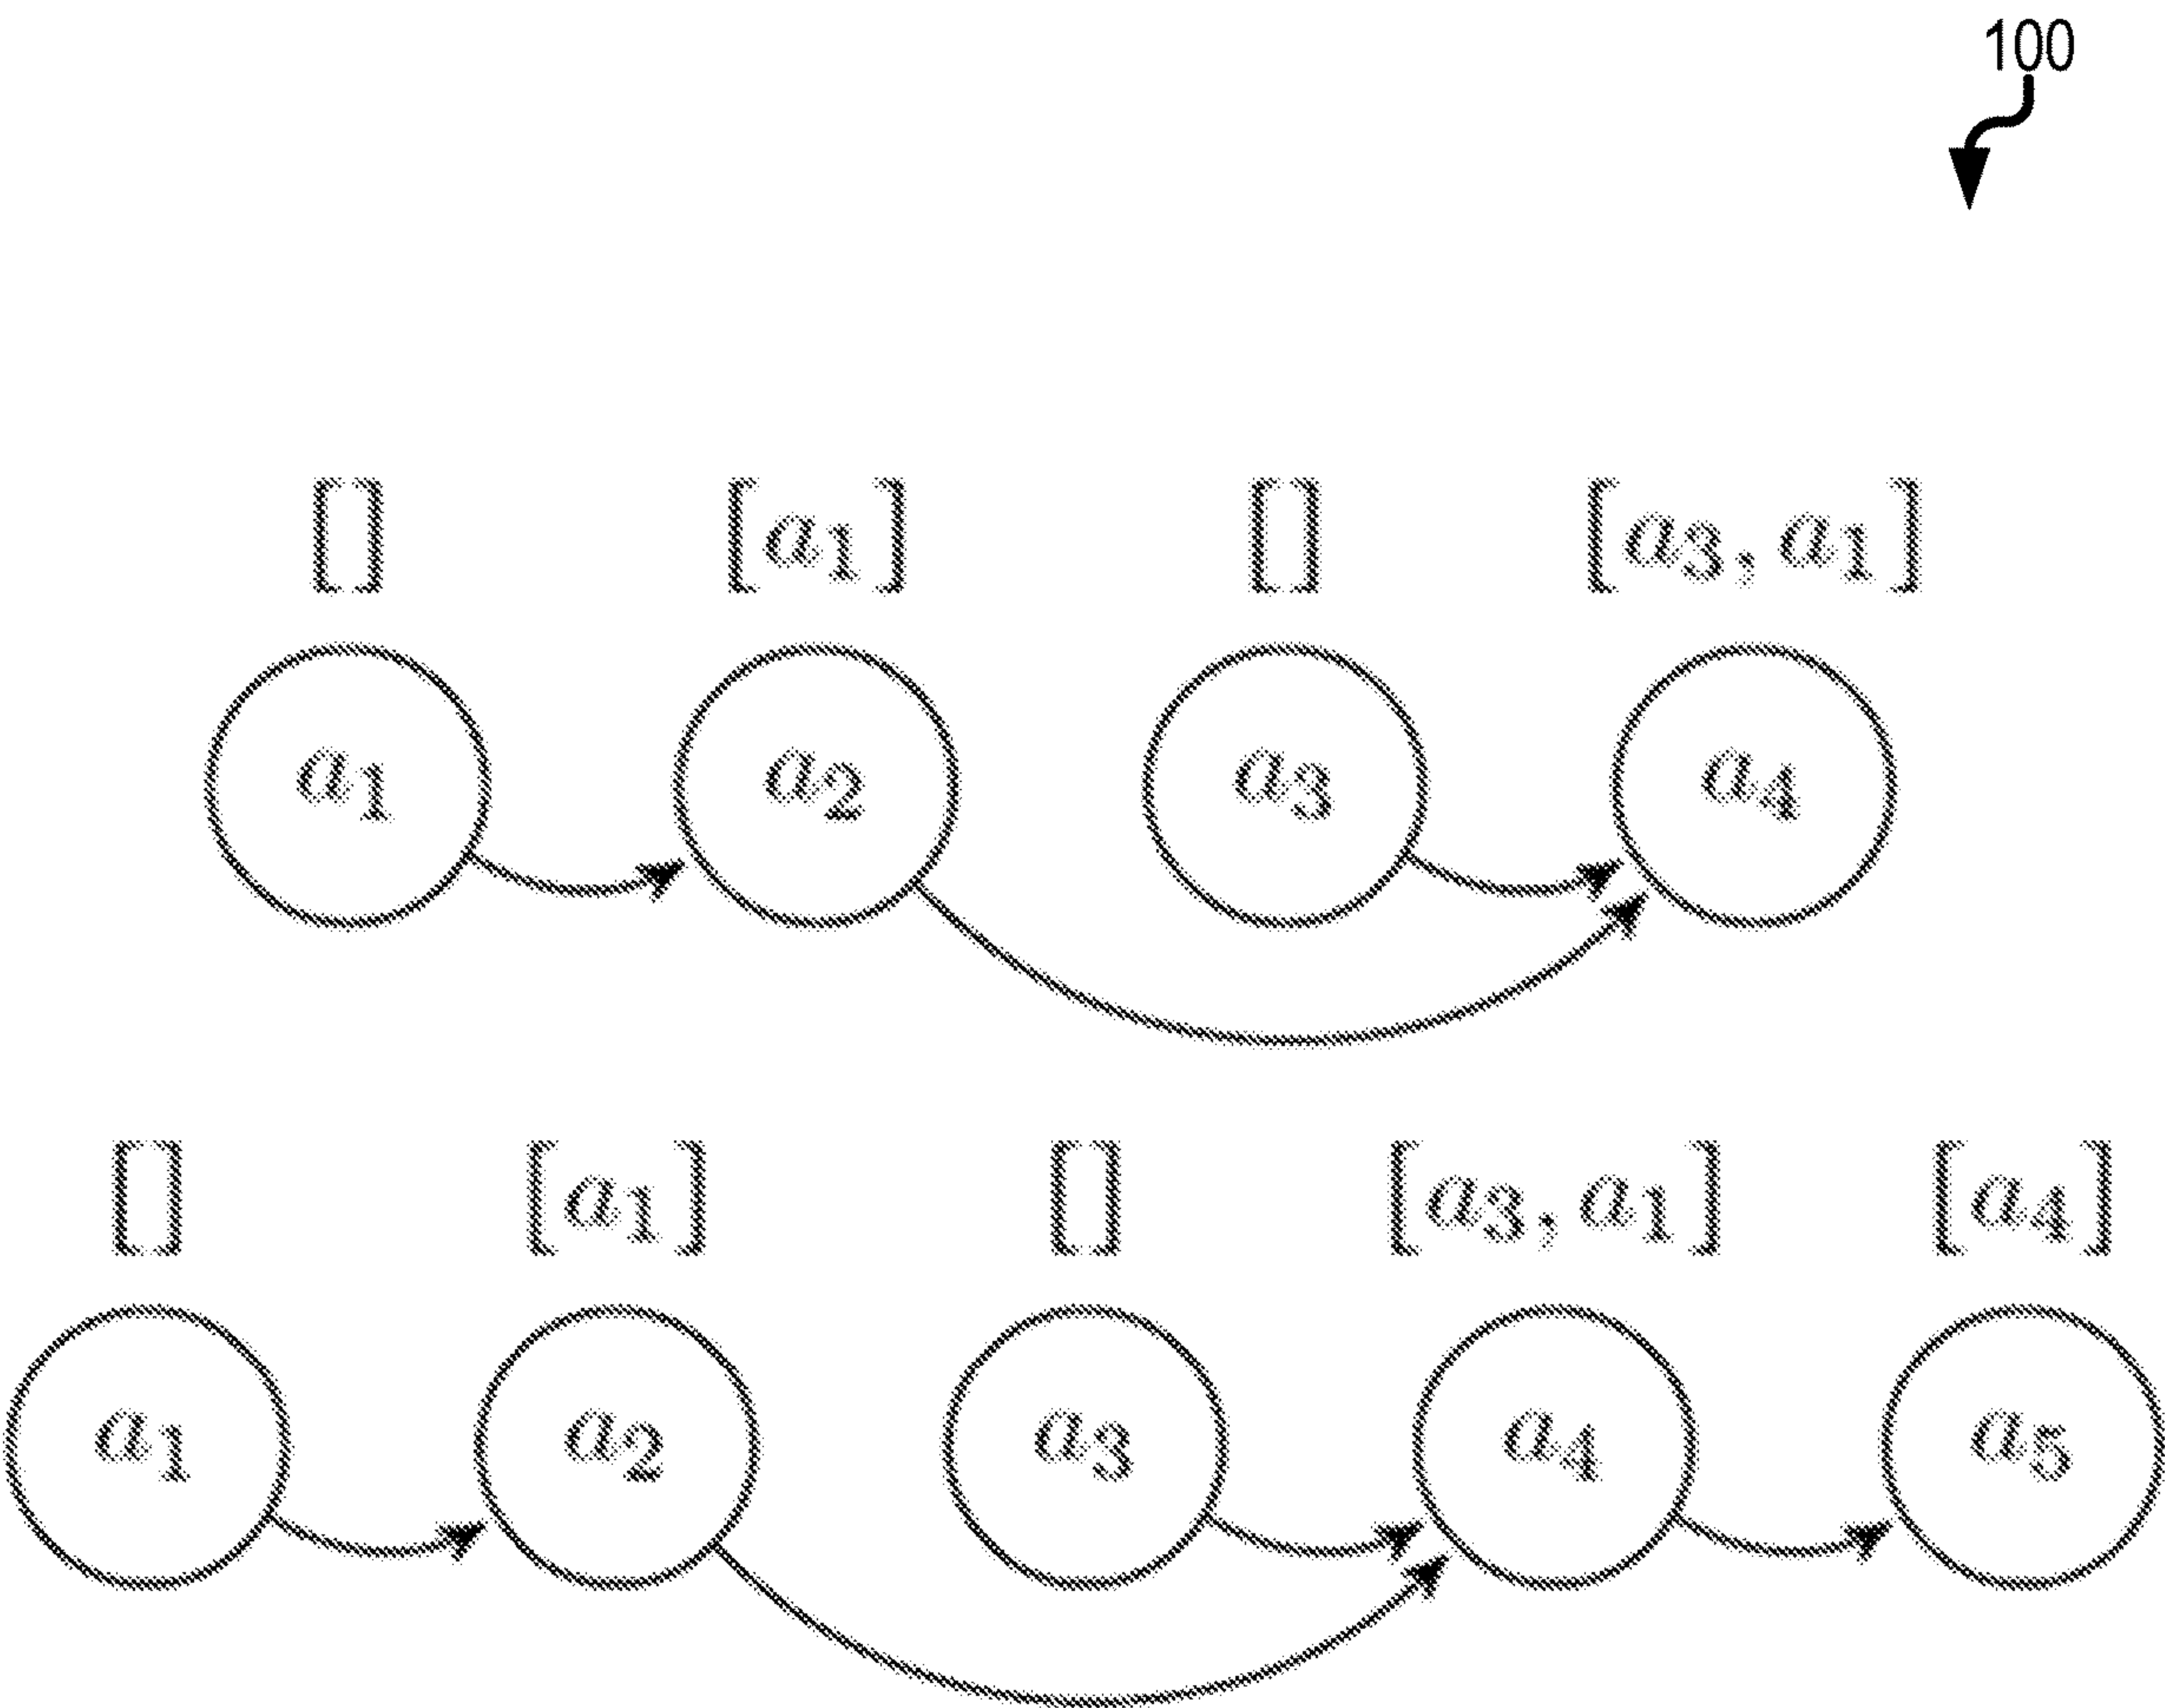 100
[] [a1] [] [a3, a1]
a1 a2 a3 a4
[] [a1] [] [a3, a1] [a4]
a1 a2 a3 a4 a5